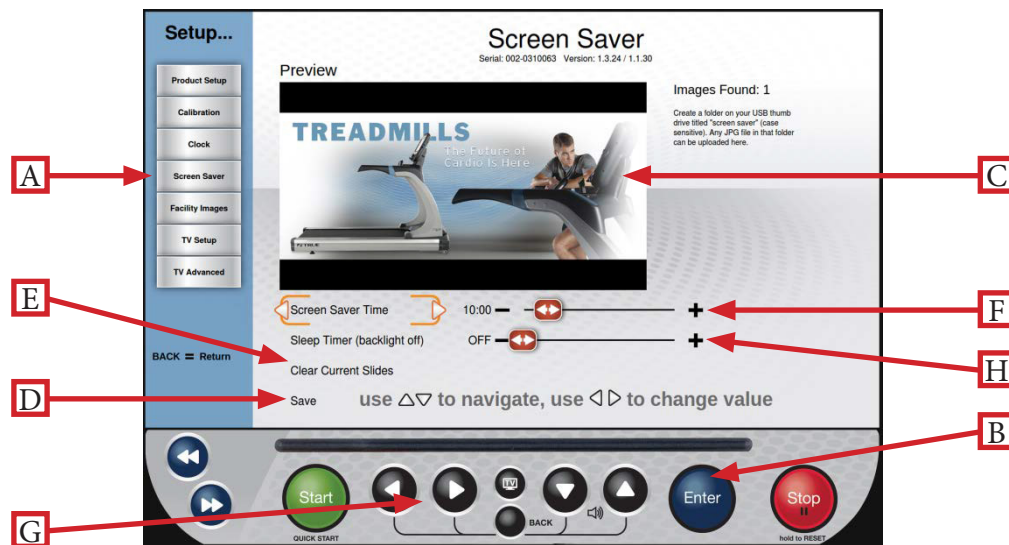 Setup...
Product Setup
Calibration
Clock
Screen Saver
Facility Images
TV Setup
TV Advanced
BACK = Return
Screen Saver
Serial: 002-0310063 Version: 1.3.24 / 1.1.30
Preview
TREADMILLS
The Future of
Cardio Is Here
Images Found: 1
Create a folder on your USB thumb
drive titled "screen saver" (case
sensitive). Any JPG file in that folder
can be uploaded here.
Screen Saver Time 10:00
Sleep Timer (backlight off) OFF
Clear Current Slides
Save
use △▽ to navigate, use ◁ ▷ to change value
A
E
D
G
C
F
H
B
Start
QUICK START
TV
BACK
Enter
Stop
hold to RESET